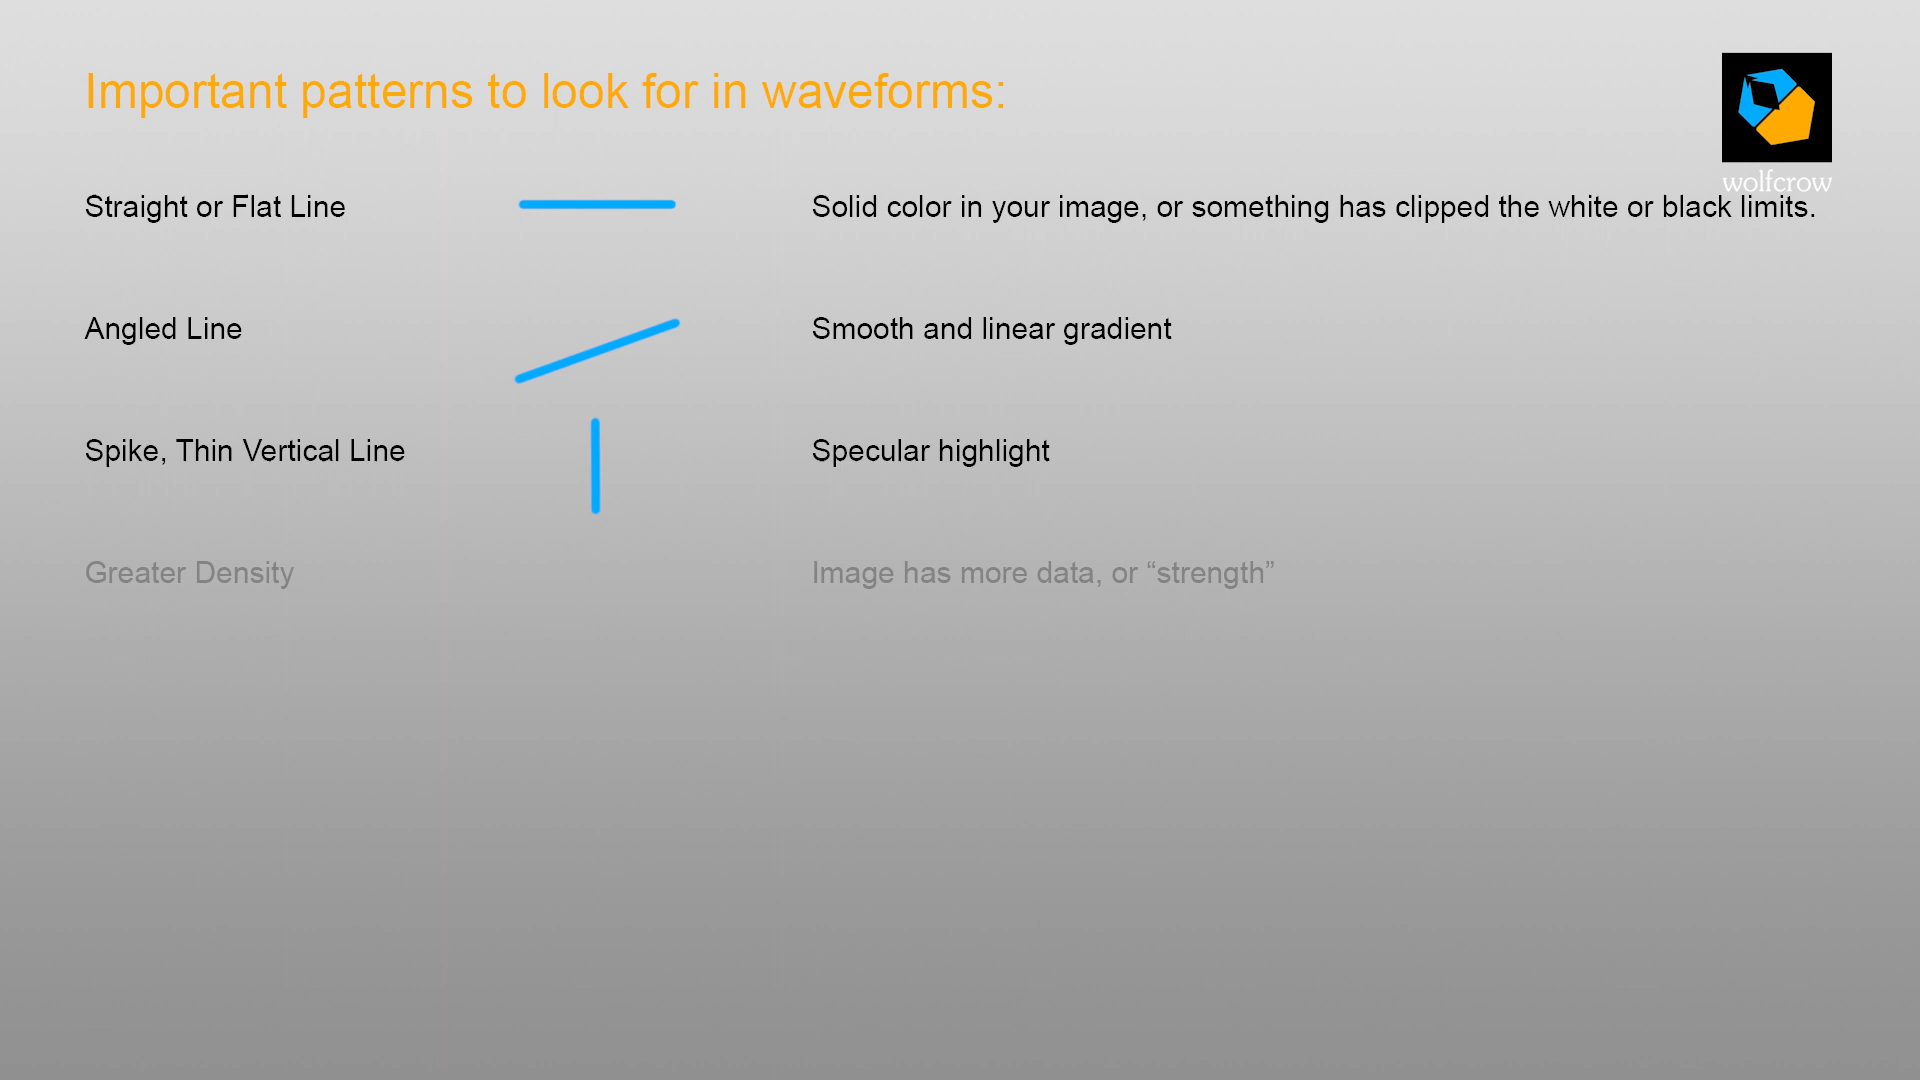 Important patterns to look for in waveforms:
wolfcrow
Straight or Flat Line
Solid color in your image, or something has clipped the white or black limits.
Angled Line
Smooth and linear gradient
Spike, Thin Vertical Line
Specular highlight
Greater Density
Image has more data, or “strength”